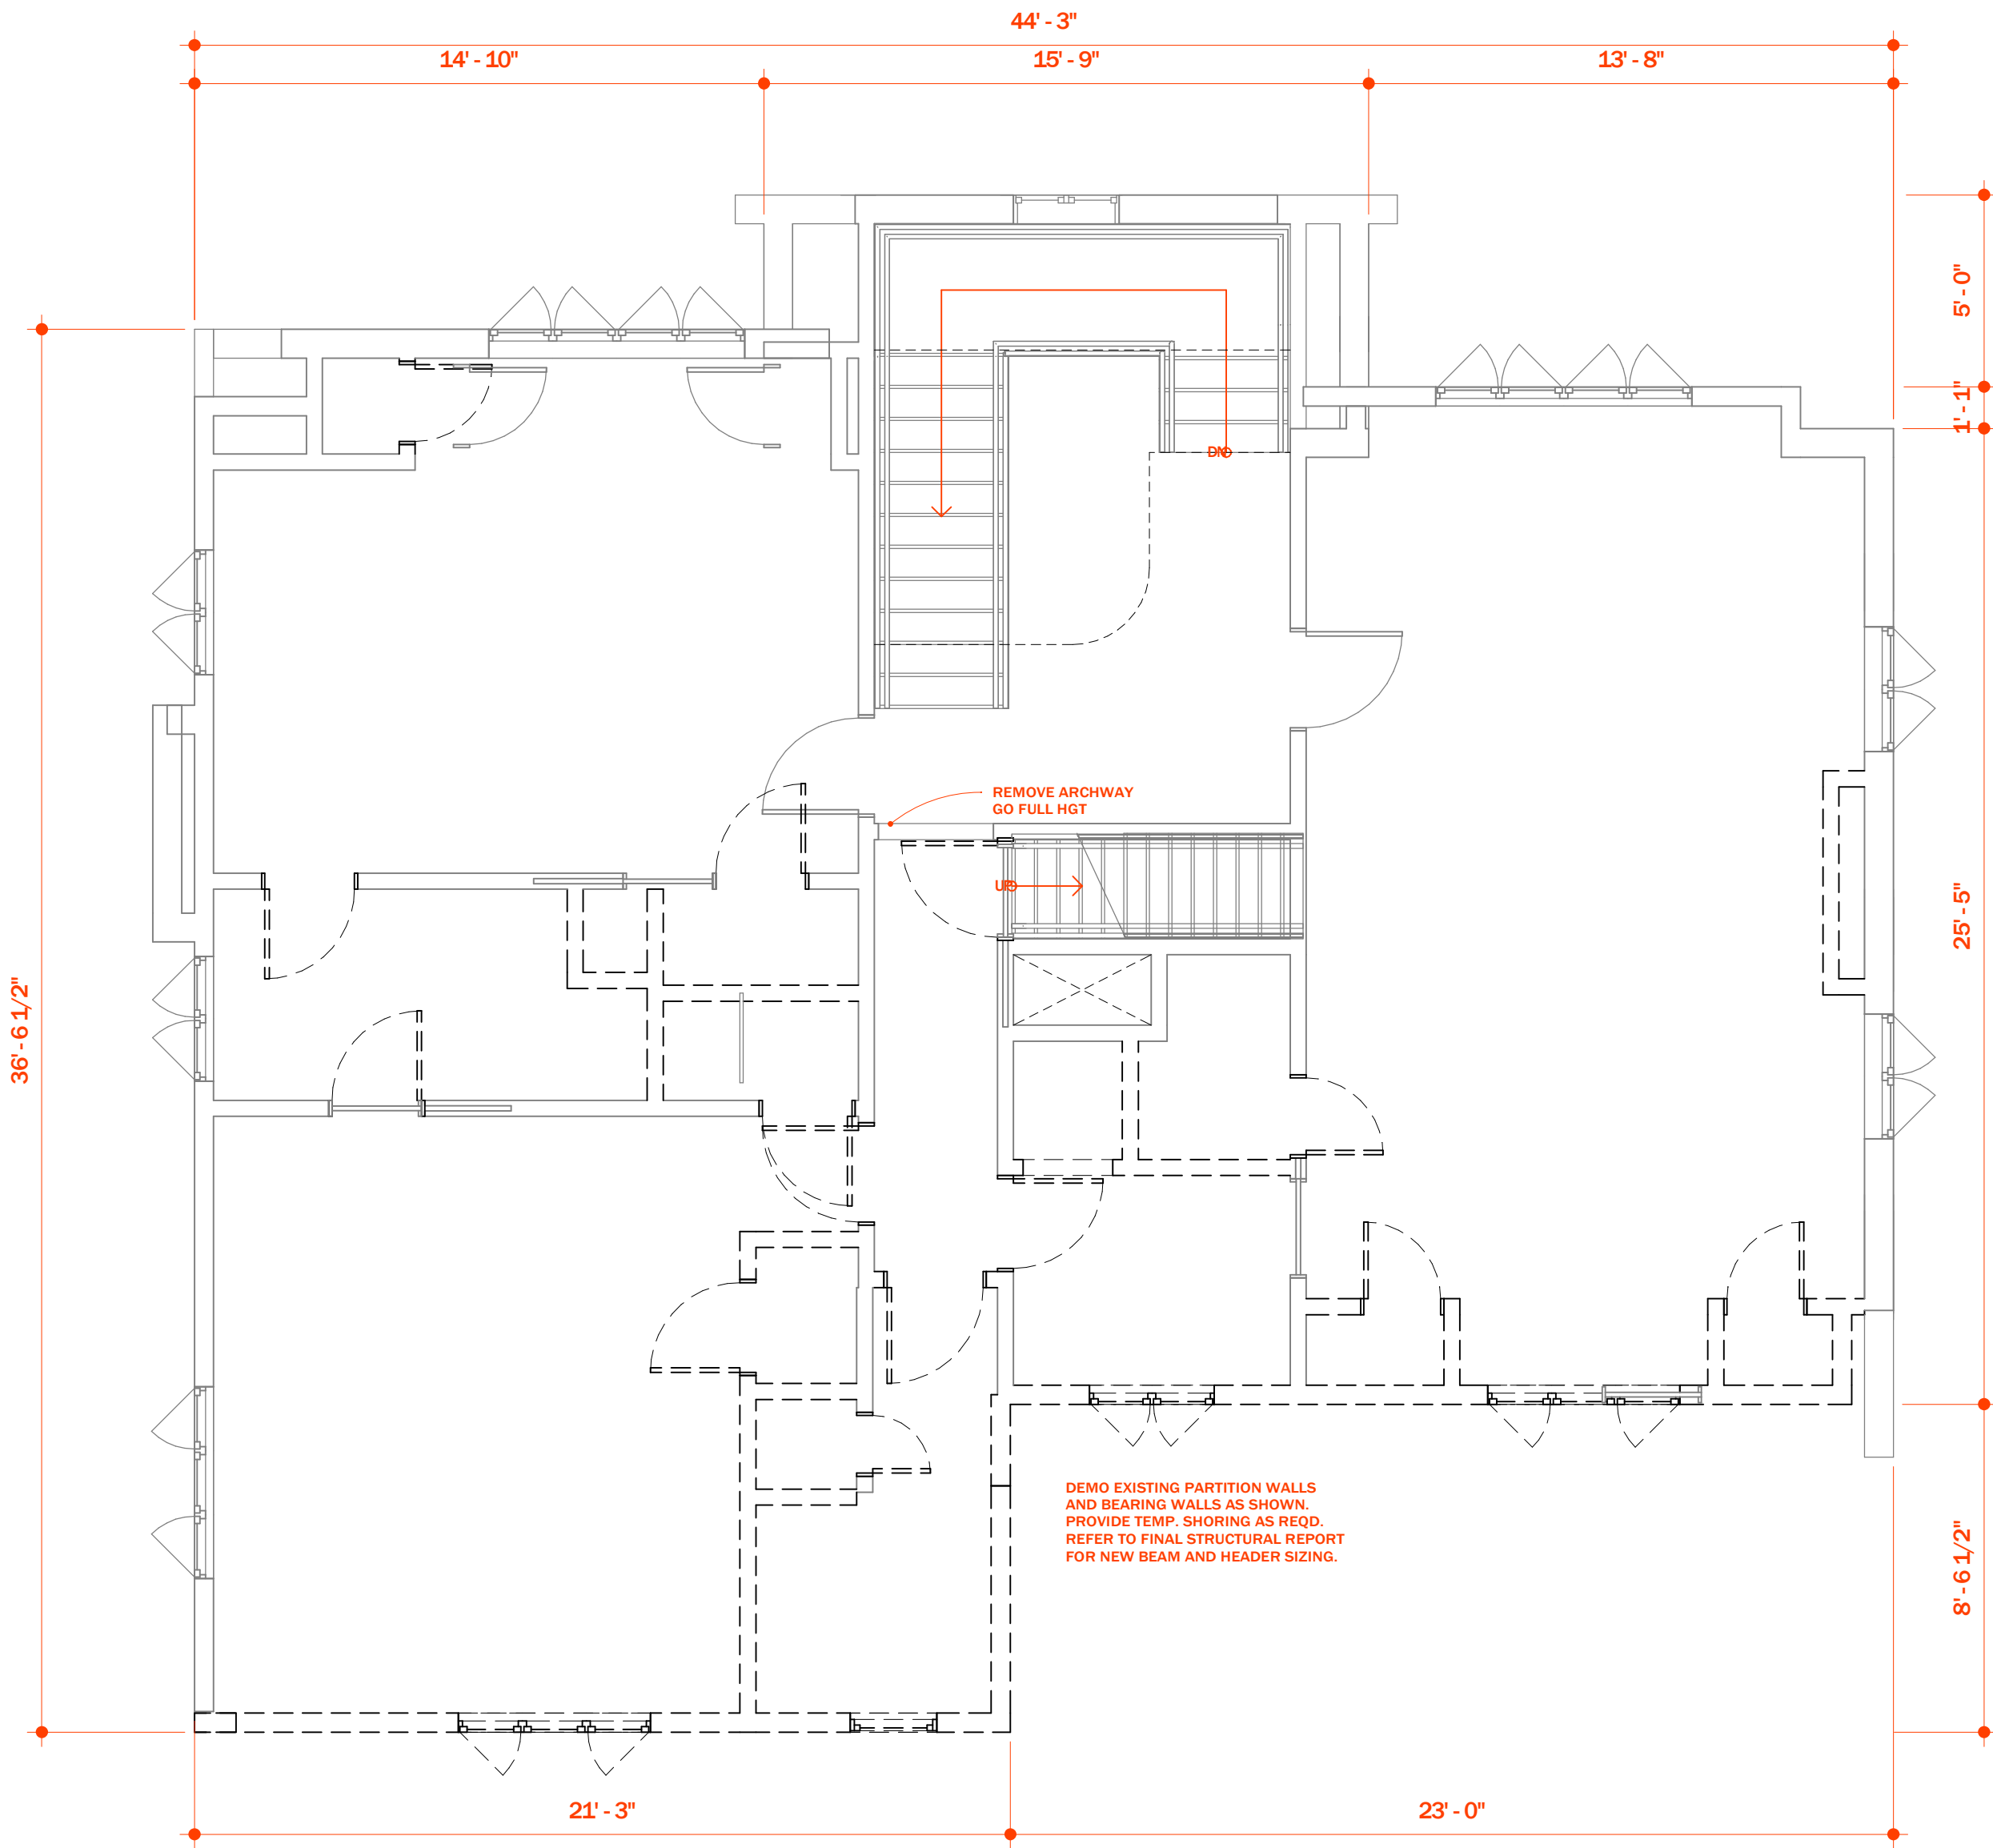 44' - 3"
14' - 10"
15' - 9"
13' - 8"
5' - 0"
1' - 1"
DN
REMOVE ARCHWAY
GO FULL HGT
UP
25' - 5"
36' - 6 1/2"
DEMO EXISTING PARTITION WALLS
AND BEARING WALLS AS SHOWN.
PROVIDE TEMP. SHORING AS REQD.
REFER TO FINAL STRUCTURAL REPORT
FOR NEW BEAM AND HEADER SIZING.
8' - 6 1/2"
21' - 3"
23' - 0"